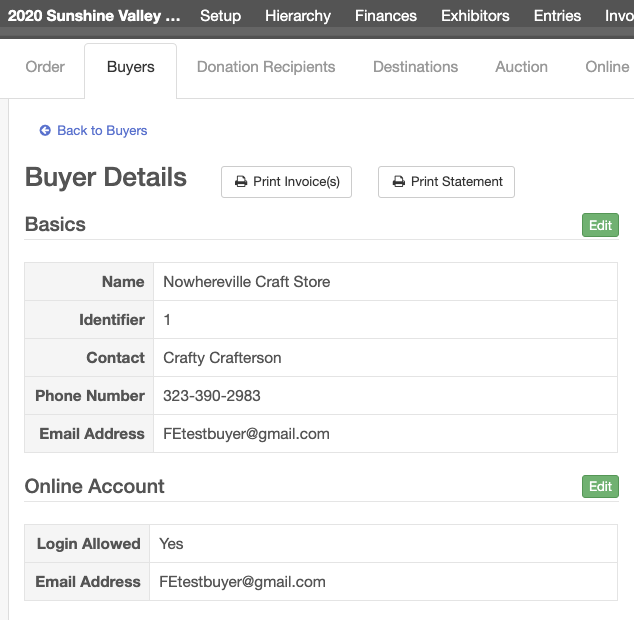 2020 Sunshine Valley ... Setup Hierarchy Finances Exhibitors Entries Invo
Order Buyers Donation Recipients Destinations Auction Online
Back to Buyers
Buyer Details Print Invoice(s) Print Statement
Basics Edit
Name Nowhereville Craft Store
Identifier 1
Contact Crafty Crafterson
Phone Number 323-390-2983
Email Address FEtestbuyer@gmail.com
Online Account Edit
Login Allowed Yes
Email Address FEtestbuyer@gmail.com